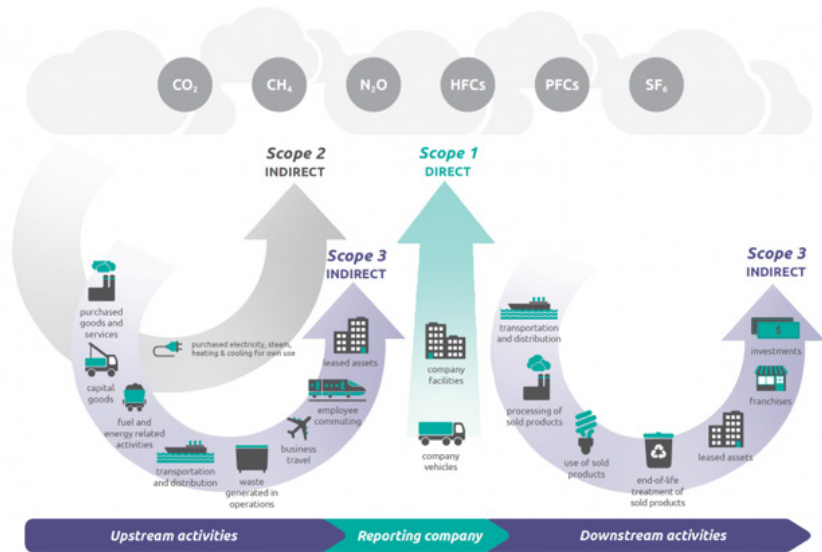 CO₂
CH₄
N₂O
HFCs
PFCs
SF₆
Scope 2
INDIRECT
Scope 1
DIRECT
Scope 3
INDIRECT
Scope 3
INDIRECT
purchased
goods and
services
capital
goods
fuel and
energy related
activities
purchased electricity, steam,
heating & cooling for own use
transportation
and distribution
waste
generated in
operations
business
travel
employee
commuting
leased assets
company
facilities
company
vehicles
transportation
and distribution
processing of
sold products
use of sold
products
end-of-life
treatment of
sold products
leased assets
franchises
$
investments
Upstream activities
Reporting company
Downstream activities